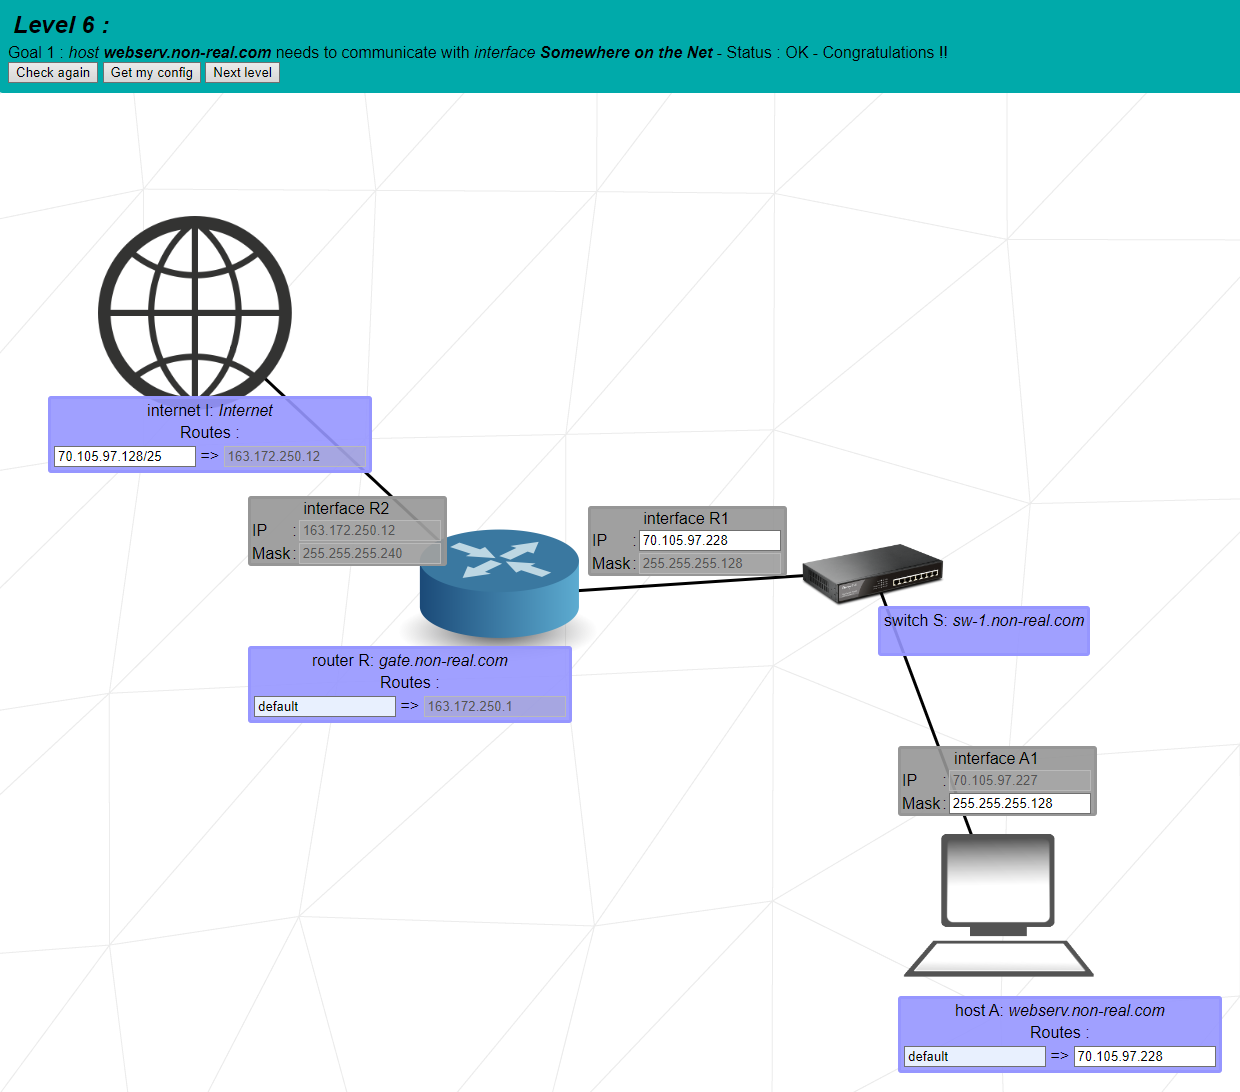 Level 6 :
Goal 1 : host webserv.non-real.com needs to communicate with interface Somewhere on the Net - Status : OK - Congratulations !!
Check again Get my config Next level
internet I: Internet
Routes :
70.105.97.128/25 => 163.172.250.12
interface R2
IP : 163.172.250.12
Mask : 255.255.255.240
interface R1
IP : 70.105.97.228
Mask : 255.255.255.128
switch S: sw-1.non-real.com
router R: gate.non-real.com
Routes :
default => 163.172.250.1
interface A1
IP : 70.105.97.227
Mask : 255.255.255.128
host A: webserv.non-real.com
Routes :
default => 70.105.97.228